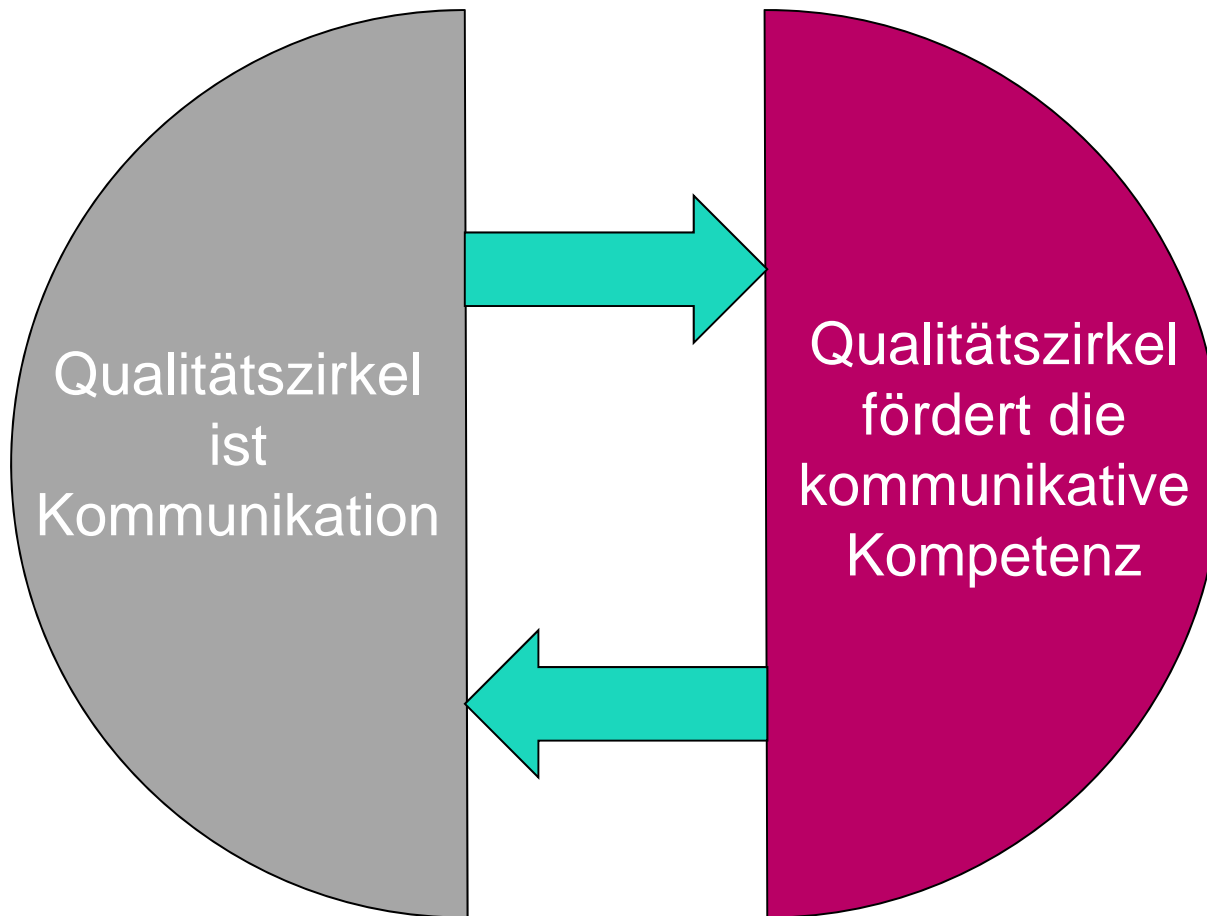 Qualitätszirkel
ist
Kommunikation
Qualitätszirkel
fördert die
kommunikative
Kompetenz